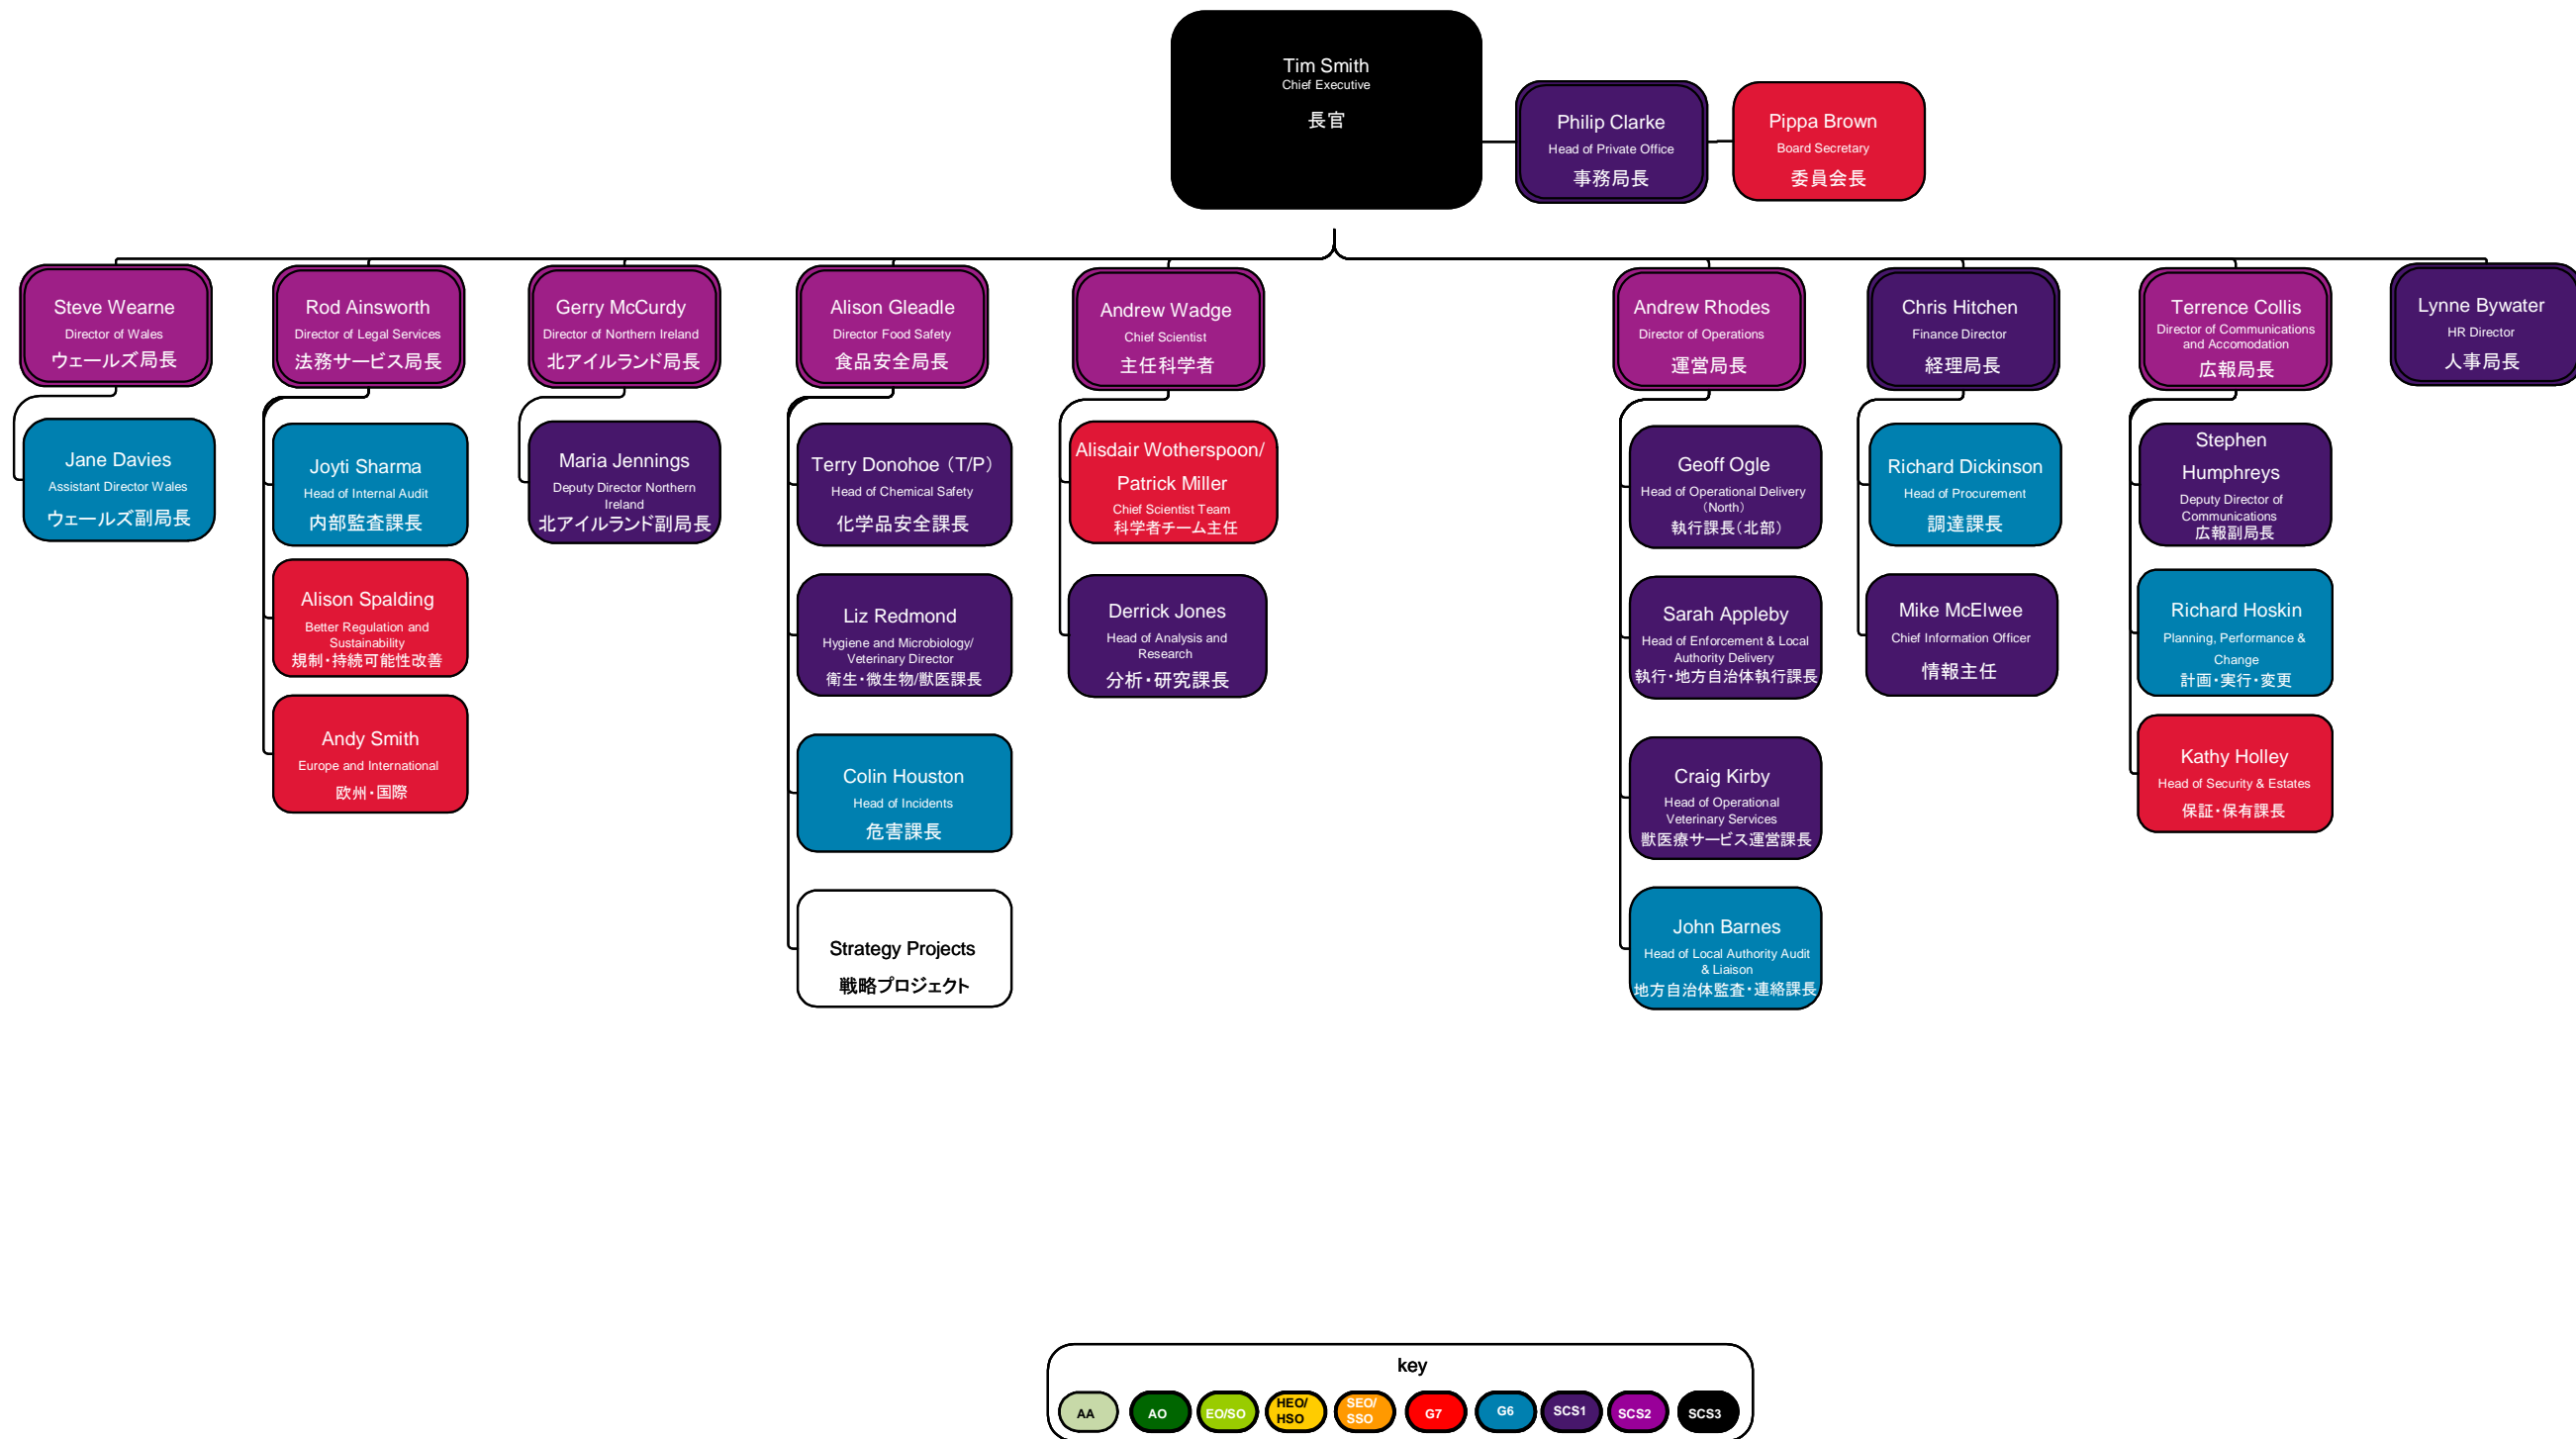 Tim Smith
Chief Executive
長官
Philip Clarke
Head of Private Office
事務局長
Pippa Brown
Board Secretary
委員会長
Steve Wearne
Director of Wales
ウェールズ局長
Rod Ainsworth
Director of Legal Services
法務サービス局長
Gerry McCurdy
Director of Northern Ireland
北アイルランド局長
Alison Gleadle
Director Food Safety
食品安全局長
Andrew Wadge
Chief Scientist
主任科学者
Andrew Rhodes
Director of Operations
運営局長
Chris Hitchen
Finance Director
経理局長
Terrence Collis
Director of Communications
and Accomodation
広報局長
Lynne Bywater
HR Director
人事局長
Jane Davies
Assistant Director Wales
ウェールズ副局長
Joyti Sharma
Head of Internal Audit
内部監査課長
Alison Spalding
Better Regulation and
Sustainability
規制・持続可能性改善
Andy Smith
Europe and International
欧州・国際
Maria Jennings
Deputy Director Northern
Ireland
北アイルランド副局長
Terry Donohoe（T/P）
Head of Chemical Safety
化学品安全課長
Liz Redmond
Hygiene and Microbiology/
Veterinary Director
衛生・微生物/獣医課長
Colin Houston
Head of Incidents
危害課長
Strategy Projects
戦略プロジェクト
Alisdair Wotherspoon/
Patrick Miller
Chief Scientist Team
科学者チーム主任
Derrick Jones
Head of Analysis and
Research
分析・研究課長
Geoff Ogle
Head of Operational Delivery
（North）
執行課長（北部）
Sarah Appleby
Head of Enforcement & Local
Authority Delivery
執行・地方自治体執行課長
Craig Kirby
Head of Operational
Veterinary Services
獣医療サービス運営課長
John Barnes
Head of Local Authority Audit
& Liaison
地方自治体監査・連絡課長
Richard Dickinson
Head of Procurement
調達課長
Mike McElwee
Chief Information Officer
情報主任
Stephen
Humphreys
Deputy Director of
Communications
広報副局長
Richard Hoskin
Planning, Performance &
Change
計画・実行・変更
Kathy Holley
Head of Security & Estates
保証・保有課長
key
AA
AO
EO/SO
HEO/
HSO
SEO/
SSO
G7
G6
SCS1
SCS2
SCS3